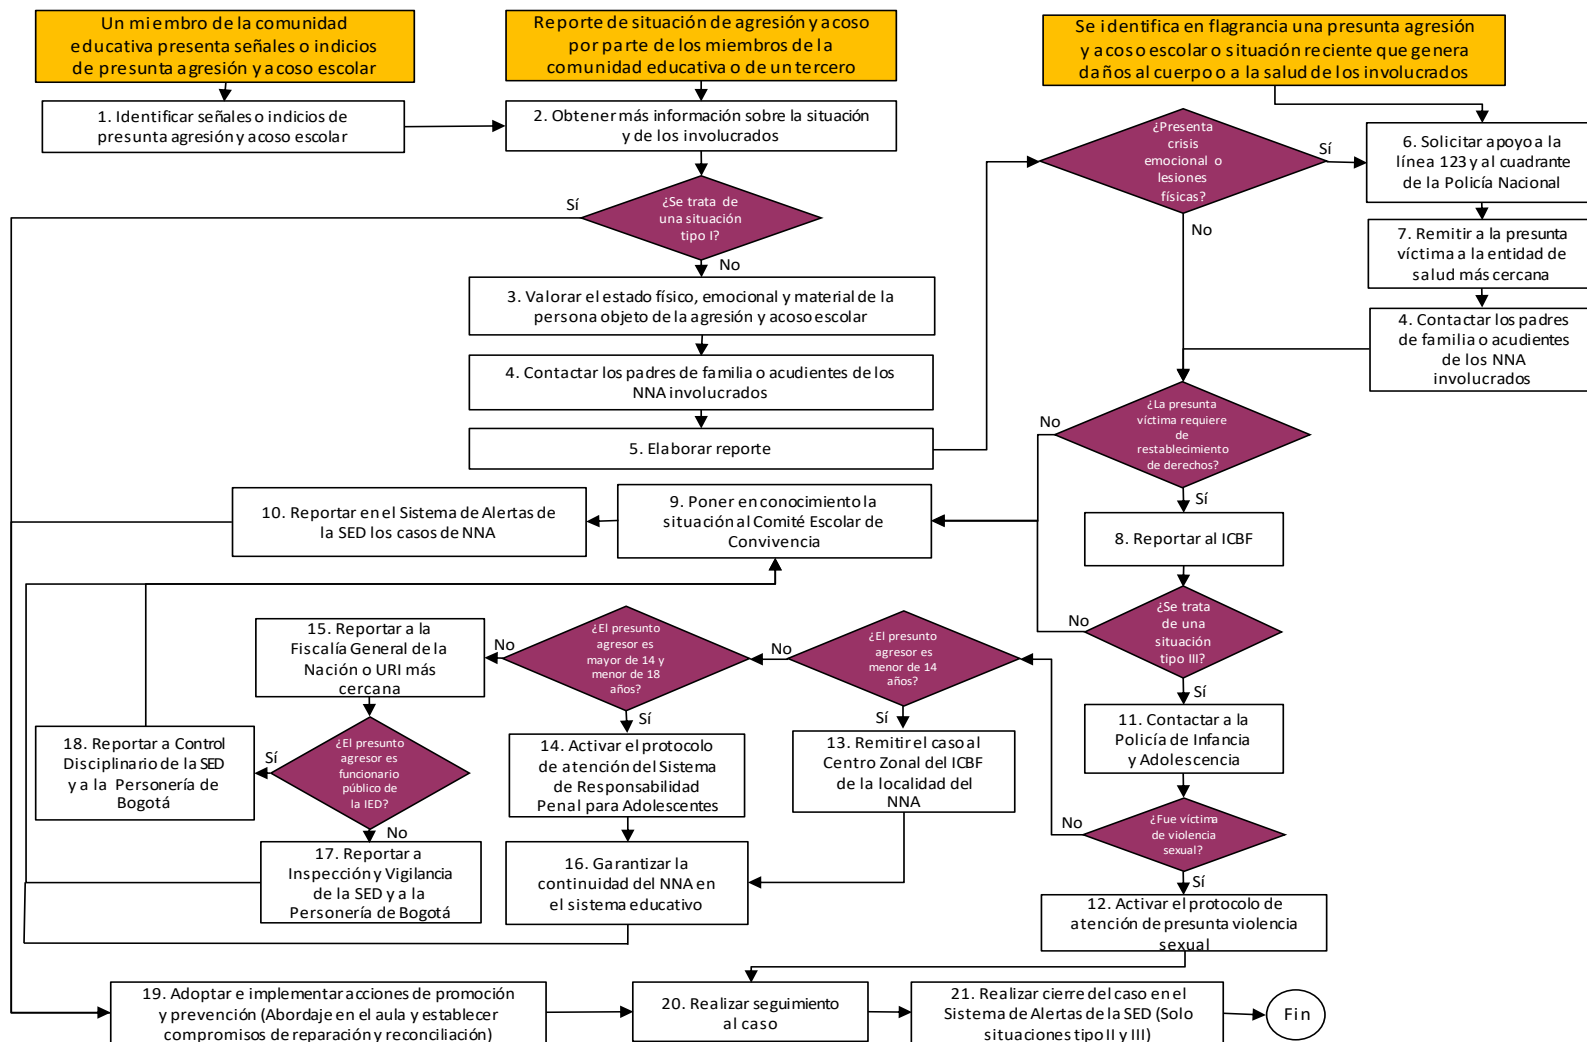 Un miembro de la comunidad
educativa presenta señales o indicios
de presunta agresión y acoso escolar
Reporte de situación de agresión y acoso
por parte de los miembros de la
comunidad educativa o de un tercero
Se identifica en flagrancia una presunta agresión
y acoso escolar o situación reciente que genera
daños al cuerpo o a la salud de los involucrados
1. Identificar señales o indicios de
presunta agresión y acoso escolar
2. Obtener más información sobre la situación
y de los involucrados
¿Presenta
crisis
emocional o
lesiones
físicas?
Sí
No
6. Solicitar apoyo a la
línea 123 y al cuadrante
de la Policía Nacional
¿Se trata de
una situación
tipo I?
Sí
No
7. Remitir a la presunta
víctima a la entidad de
salud más cercana
3. Valorar el estado físico, emocional y material de la
persona objeto de la agresión y acoso escolar
4. Contactar los padres
de familia o acudientes
de los NNA
involucrados
4. Contactar los padres de familia o acudientes de los
NNA involucrados
5. Elaborar reporte
¿La presunta
víctima requiere
de
restablecimiento
de derechos?
No
Sí
10. Reportar en el Sistema de Alertas de
la SED los casos de NNA
9. Poner en conocimiento la
situación al Comité Escolar de
Convivencia
8. Reportar al ICBF
¿Se trata
de una
situación
tipo III?
No
Sí
15. Reportar a la
Fiscalía General de la
Nación o URI más
cercana
No
¿El presunto
agresor es
mayor de 14 y
menor de 18
años?
Sí
No
¿El presunto
agresor es
menor de 14
años?
Sí
11. Contactar a la
Policía de Infancia
y Adolescencia
18. Reportar a Control
Disciplinario de la SED
y a la Personería de
Bogotá
Sí
¿El presunto
agresor es
funcionario
público de
la IED?
No
14. Activar el protocolo
de atención del Sistema
de Responsabilidad
Penal para Adolescentes
13. Remitir el caso al
Centro Zonal del ICBF
de la localidad del
NNA
No
¿Fue víctima
de violencia
sexual?
Sí
17. Reportar a
Inspección y Vigilancia
de la SED y a la
Personería de Bogotá
16. Garantizar la
continuidad del NNA en
el sistema educativo
12. Activar el protocolo de
atención de presunta violencia
sexual
19. Adoptar e implementar acciones de promoción
y prevención (Abordaje en el aula y establecer
compromisos de reparación y reconciliación)
20. Realizar seguimiento
al caso
21. Realizar cierre del caso en el
Sistema de Alertas de la SED (Solo
situaciones tipo II y III)
Fin